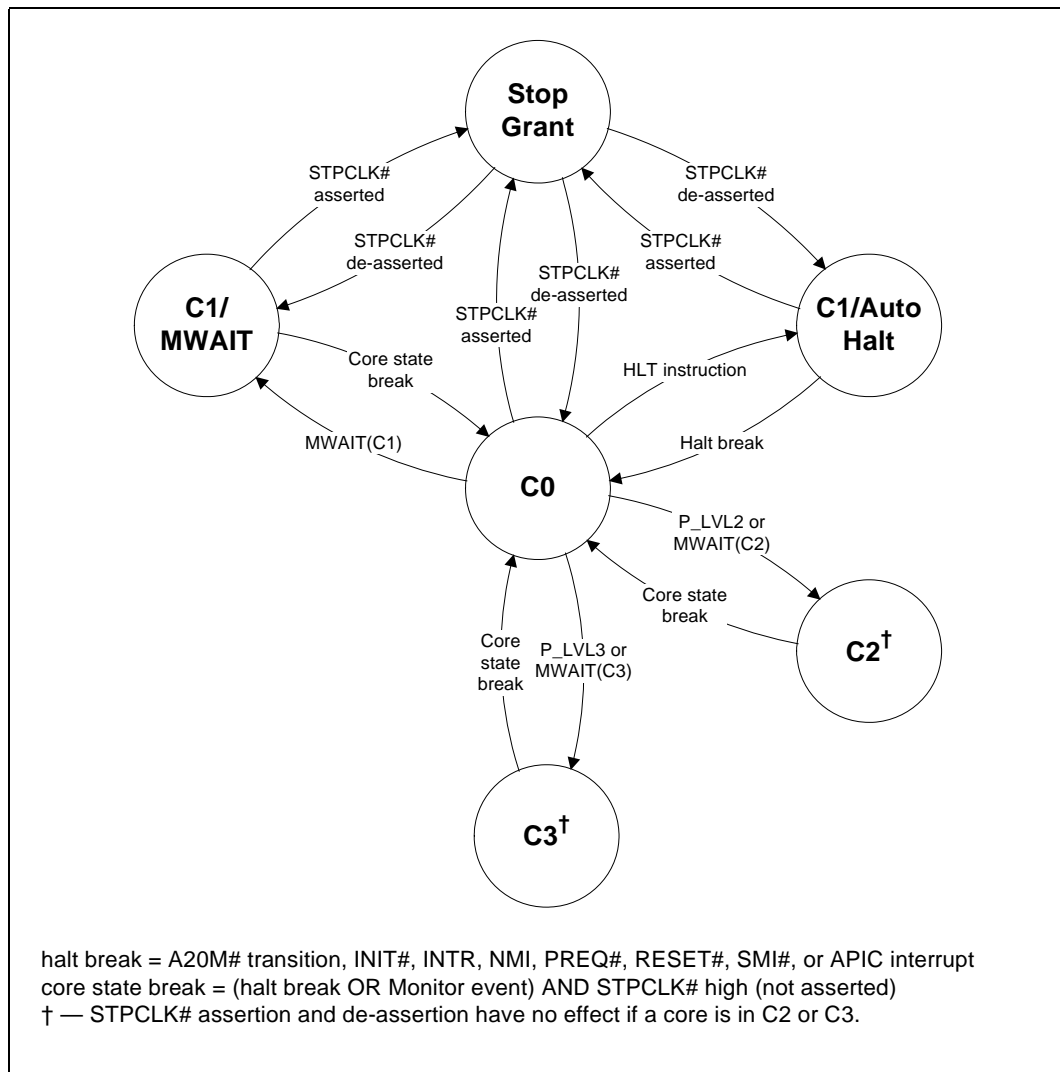 Stop
Grant
STPCLK#
asserted
STPCLK#
de-asserted
STPCLK#
de-asserted
STPCLK#
asserted
STPCLK#
asserted
STPCLK#
de-asserted
C1/
MWAIT
C1/Auto
Halt
Core state
break
HLT instruction
MWAIT(C1)
Halt break
C0
P_LVL2 or
MWAIT(C2)
Core state
break
C2†
Core
state
break
P_LVL3 or
MWAIT(C3)
C3†
halt break = A20M# transition, INIT#, INTR, NMI, PREQ#, RESET#, SMI#, or APIC interrupt
core state break = (halt break OR Monitor event) AND STPCLK# high (not asserted)
† — STPCLK# assertion and de-assertion have no effect if a core is in C2 or C3.